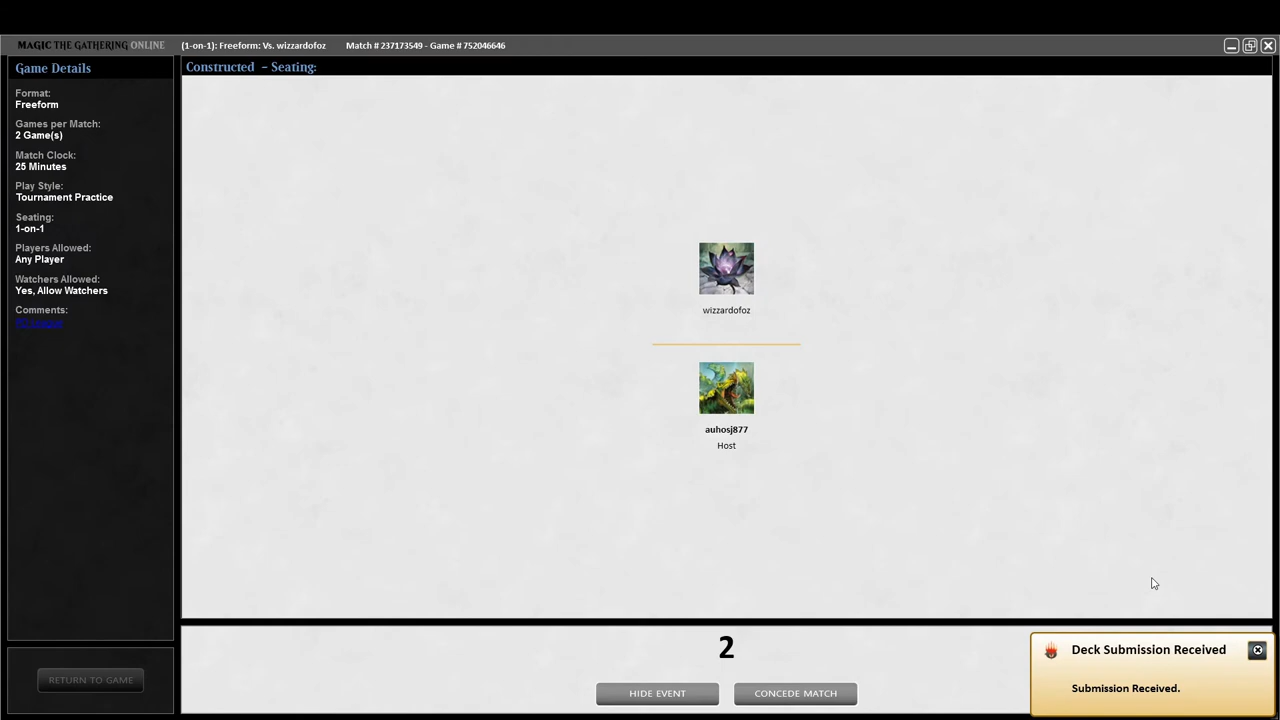 MAGIC THE GATHERING ONLINE
(1-on-1): Freeform: Vs. wizzardofoz
Match # 237173549 - Game # 752046646
Game Details
Format:
Freeform
Games per Match:
2 Game(s)
Match Clock:
25 Minutes
Play Style:
Tournament Practice
Seating:
1-on-1
Players Allowed:
Any Player
Watchers Allowed:
Yes, Allow Watchers
Comments:
RETURN TO GAME
Constructed - Seating:
wizzardofoz
auhosj877
Host
2
HIDE EVENT
CONCEDE MATCH
Deck Submission Received
Submission Received.